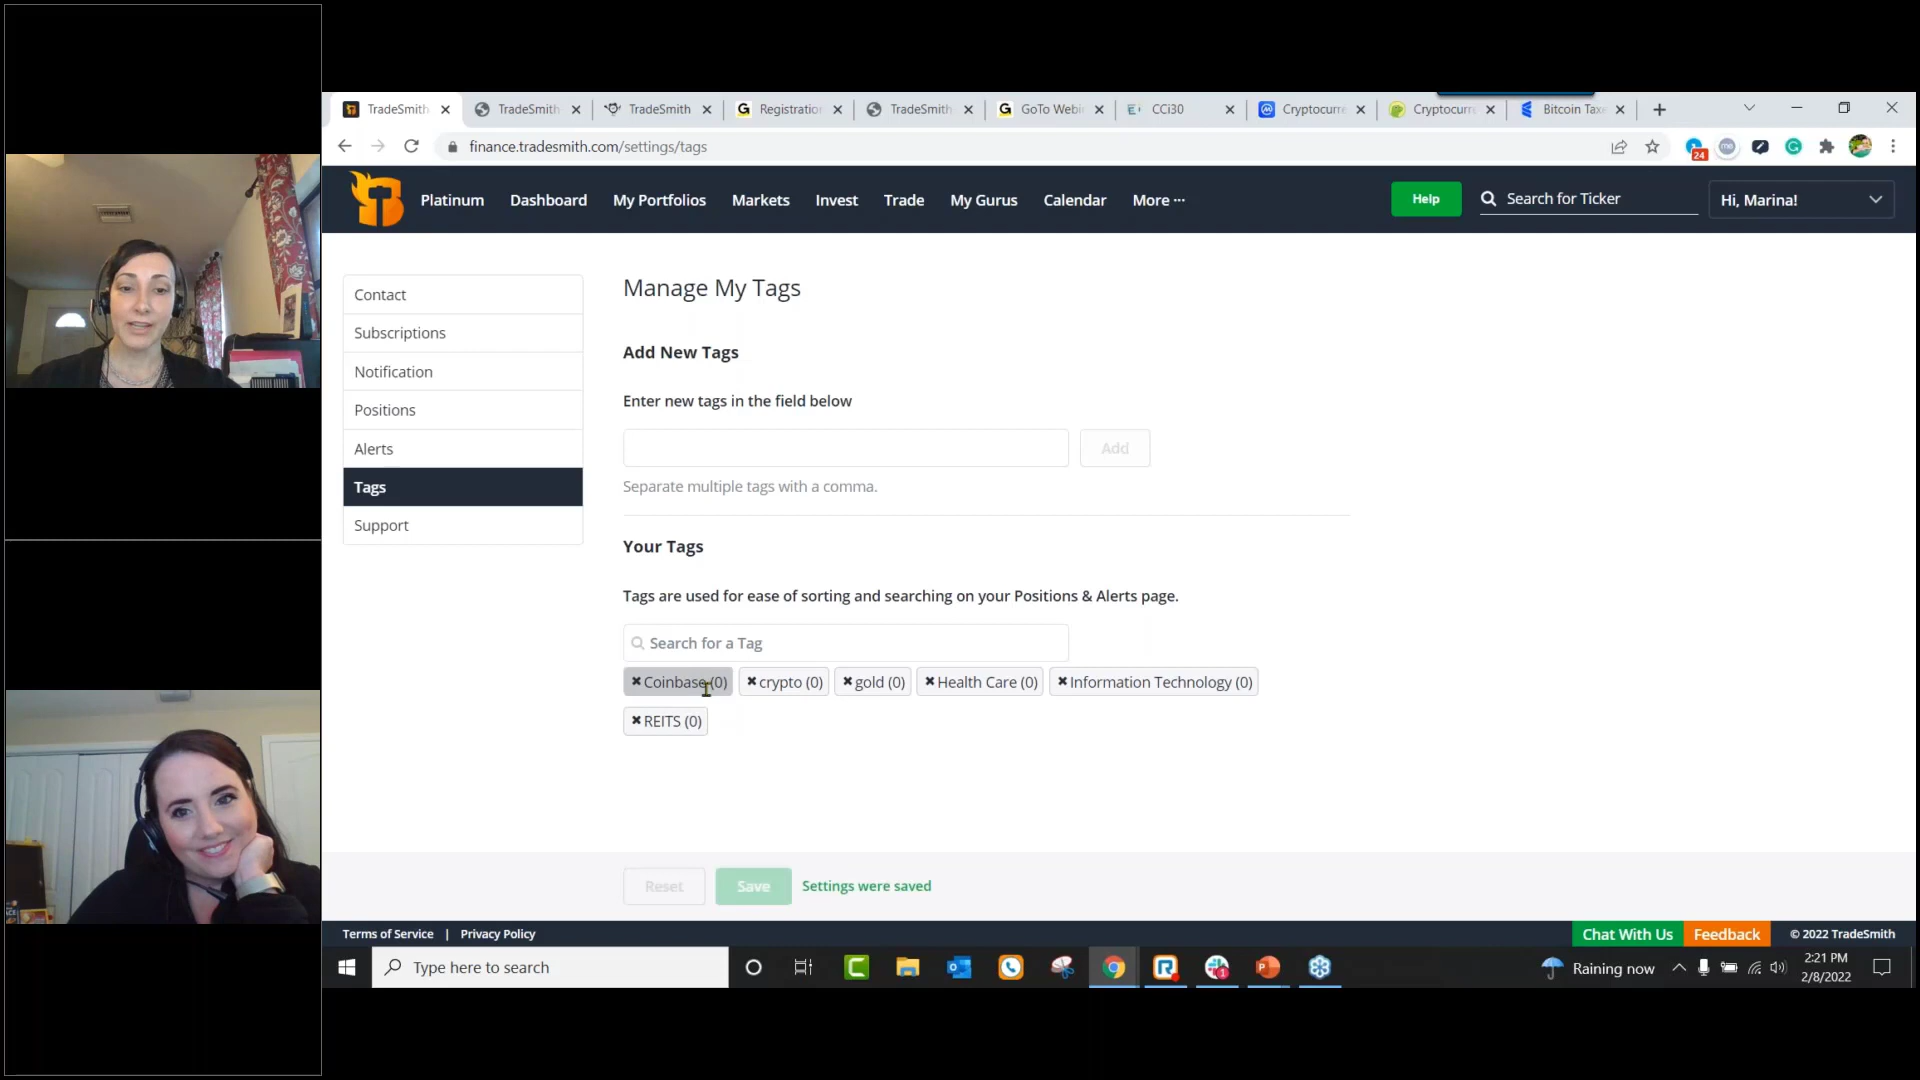 TradeSmith
TradeSmith
TradeSmith
Registration
TradeSmith
GoTo Webi
CCi30
Cryptocurre
Cryptocurr
Bitcoin Taxe
finance.tradesmith.com/settings/tags
24
Platinum
Dashboard
My Portfolios
Markets
Invest
Trade
My Gurus
Calendar
More ···
Help
Search for Ticker
Hi, Marina!
Contact
Subscriptions
Notification
Positions
Alerts
Tags
Support
Manage My Tags
Add New Tags
Enter new tags in the field below
Add
Separate multiple tags with a comma.
Your Tags
Tags are used for ease of sorting and searching on your Positions & Alerts page.
Search for a Tag
Coinbase (0)
crypto (0)
gold (0)
Health Care (0)
Information Technology (0)
REITS (0)
Reset
Save
Settings were saved
Terms of Service | Privacy Policy
Chat With Us
Feedback
© 2022 TradeSmith
Type here to search
Raining now
2:21 PM
2/8/2022